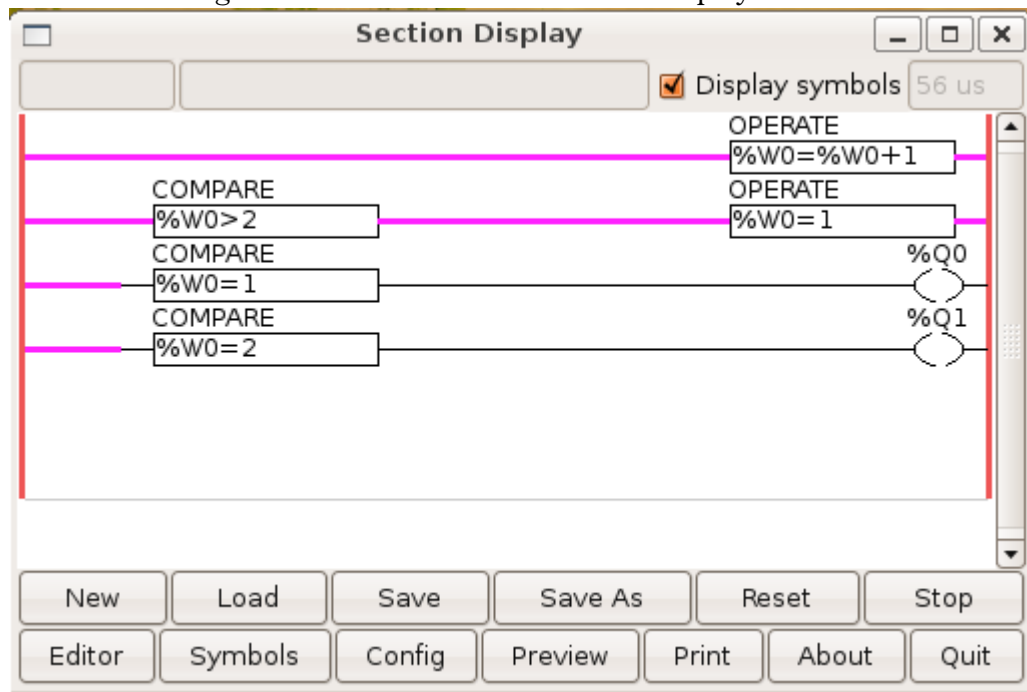 Section Display
Display symbols 56 us
OPERATE
%W0=%W0+1
COMPARE OPERATE
%W0>2 %W0=1
COMPARE %Q0
%W0=1
COMPARE %Q1
%W0=2
New Load Save Save As Reset Stop
Editor Symbols Config Preview Print About Quit